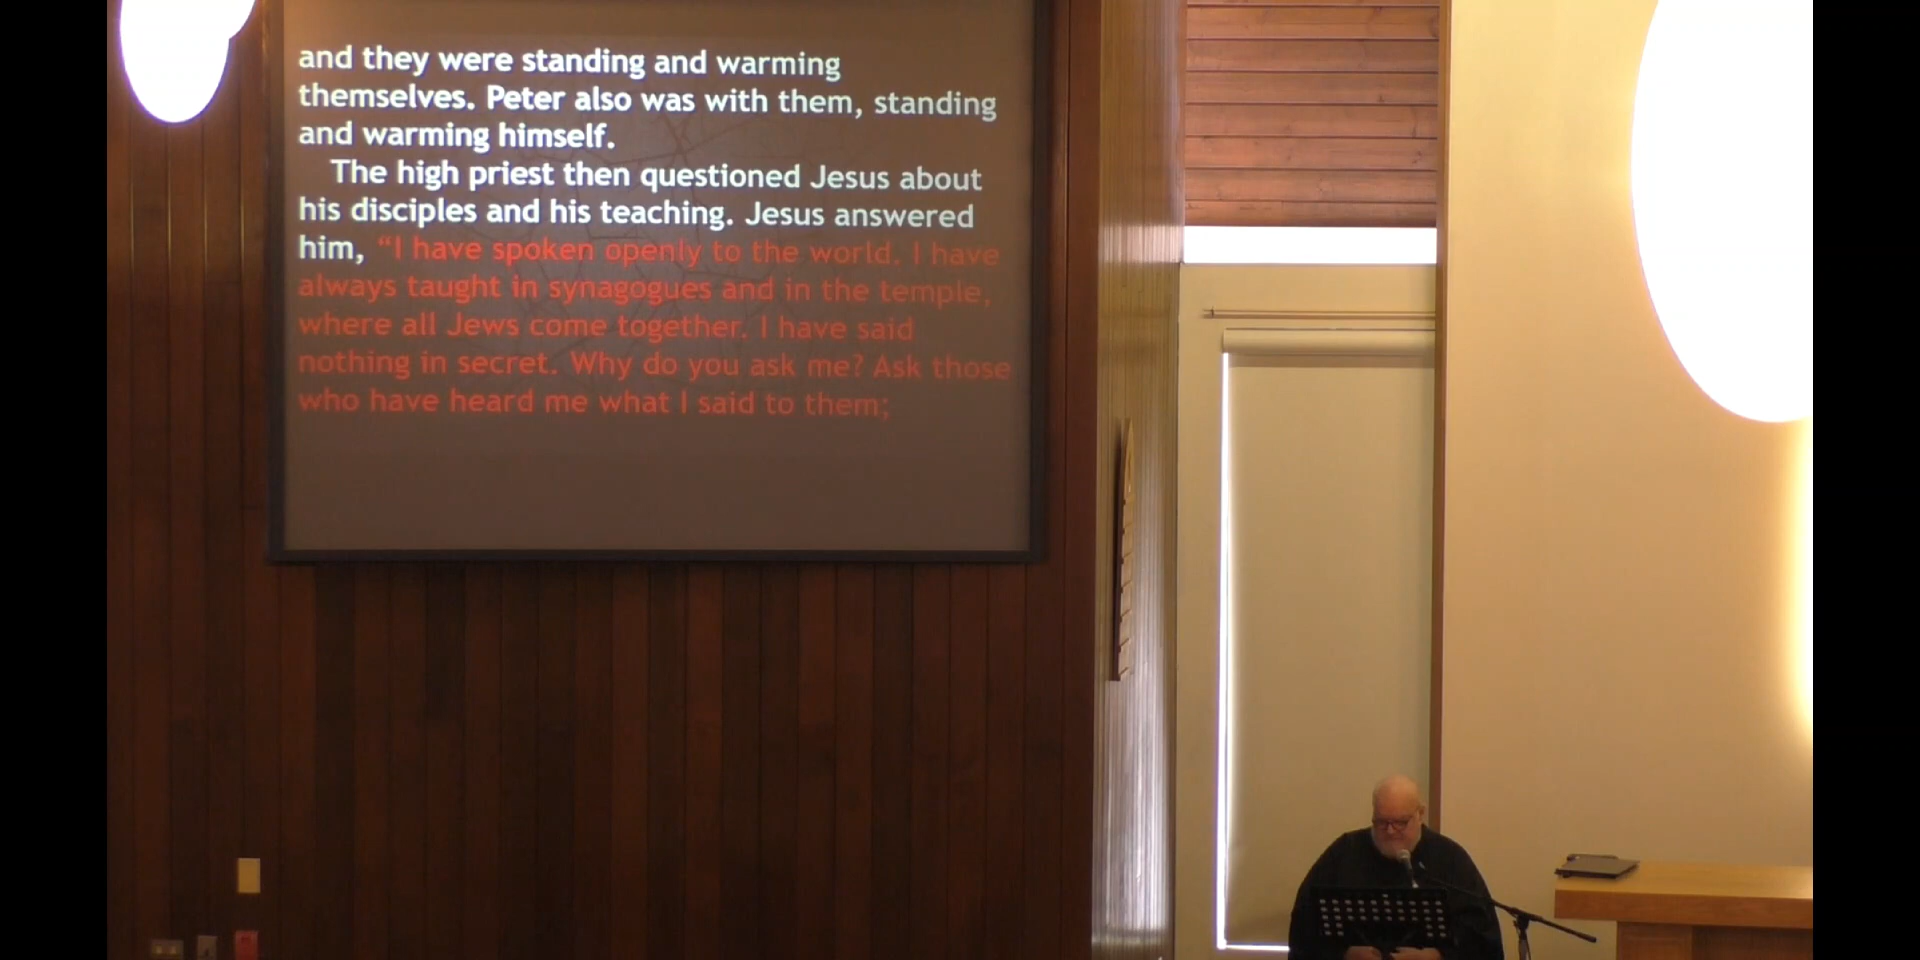 and they were standing and warming
themselves. Peter also was with them, standing
and warming himself.
The high priest then questioned Jesus about
his disciples and his teaching. Jesus answered
him, “I have spoken openly to the world. I have
always taught in synagogues and in the temple,
where all Jews come together. I have said
nothing in secret. Why do you ask me? Ask those
who have heard me what I said to them;